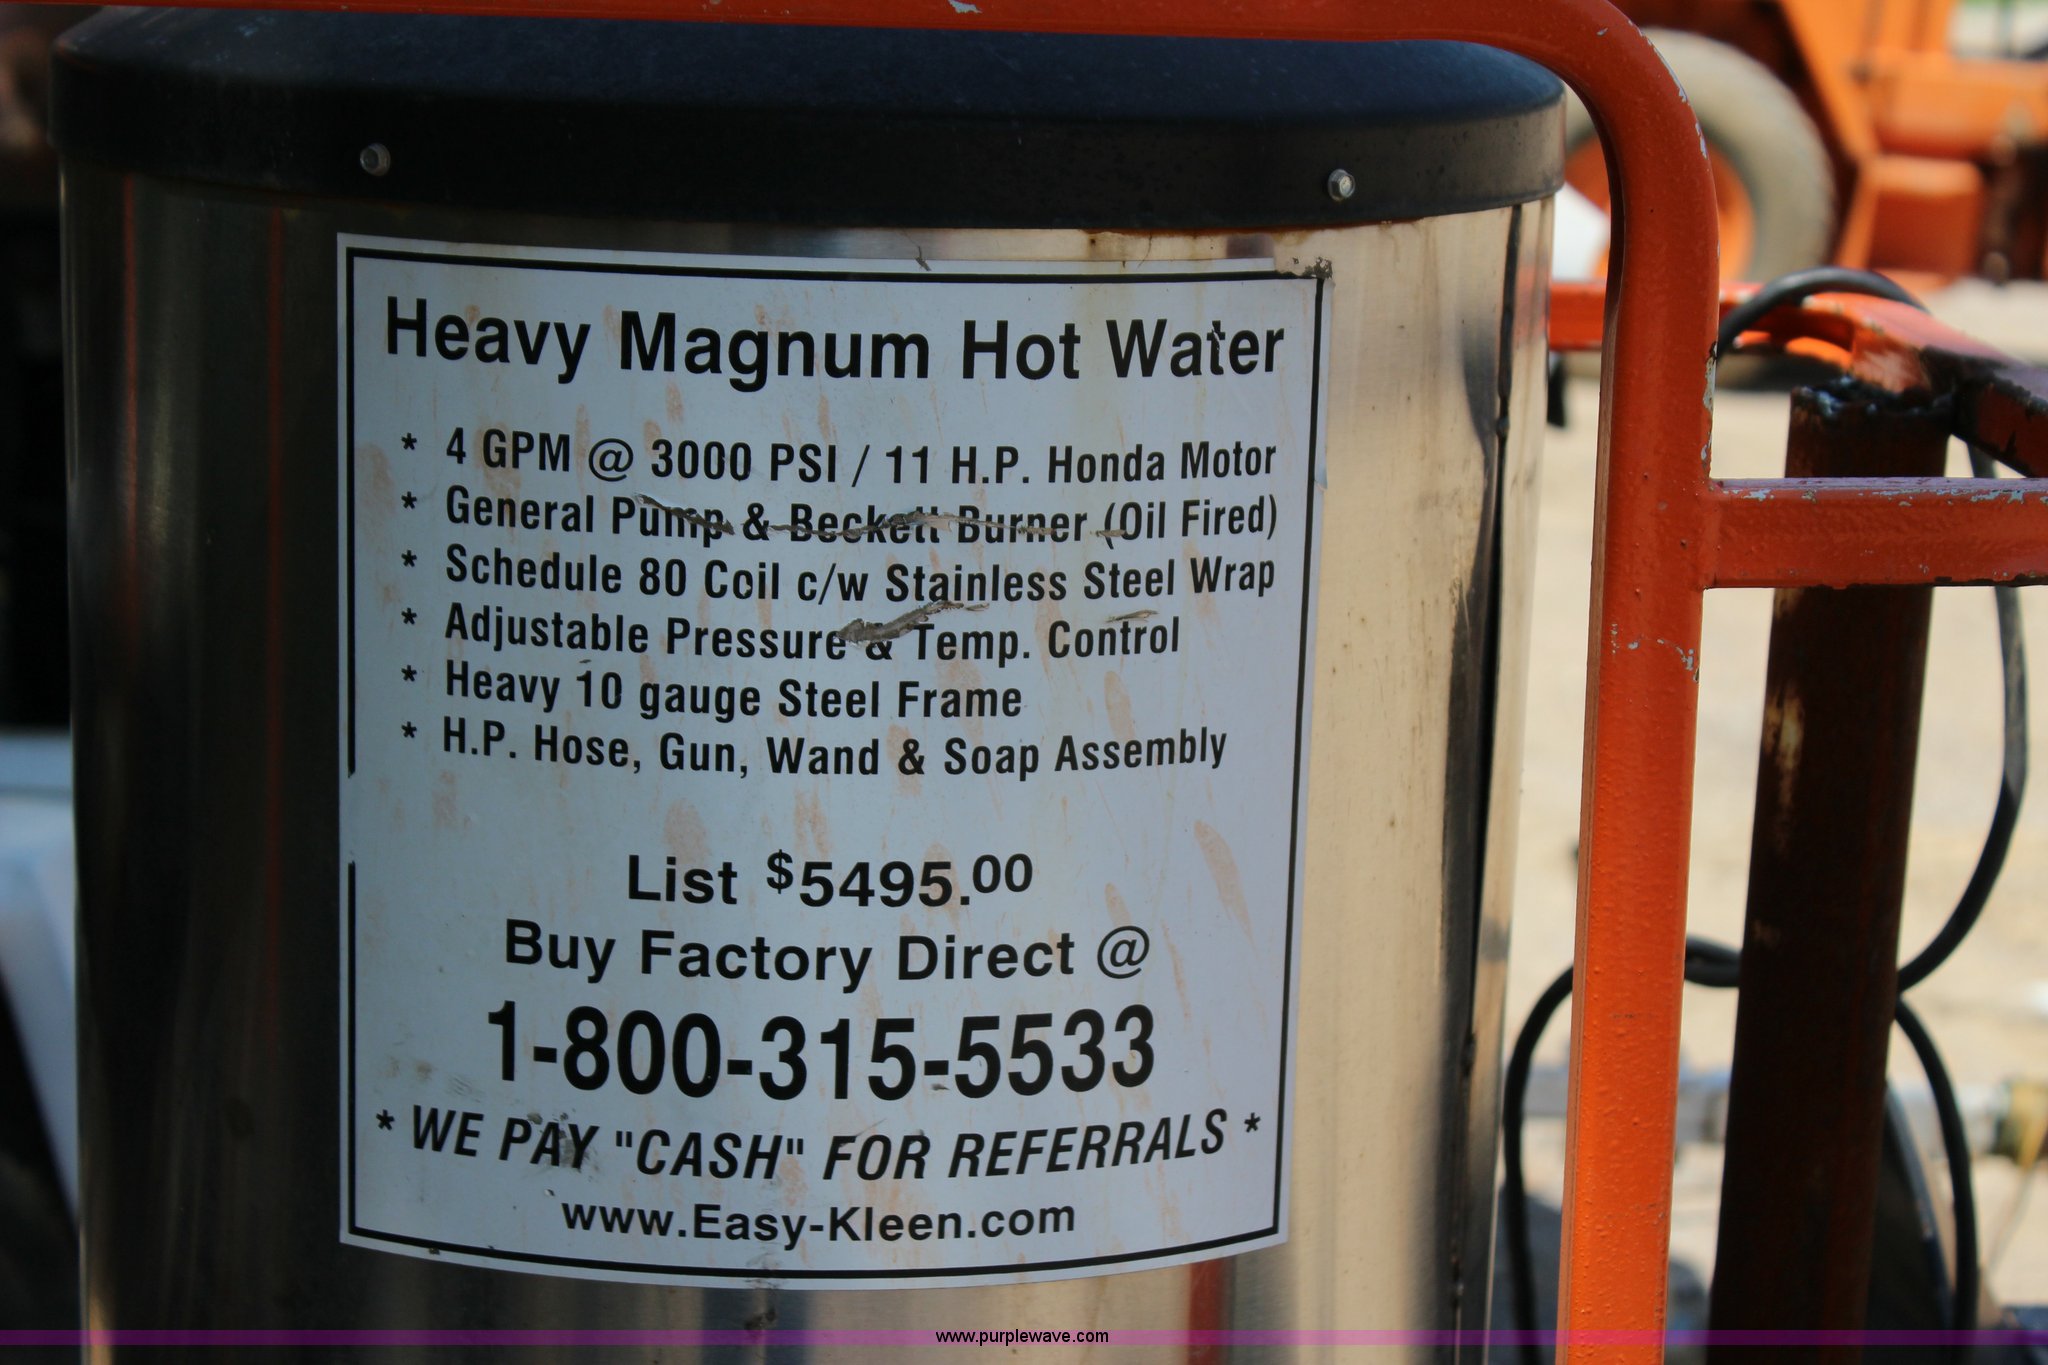 Heavy Magnum Hot Water
* 4 GPM @ 3000 PSI / 11 H.P. Honda Motor
* General Pump & Beckett Burner (Oil Fired)
* Schedule 80 Coil c/w Stainless Steel Wrap
* Adjustable Pressure & Temp. Control
* Heavy 10 gauge Steel Frame
* H.P. Hose, Gun, Wand & Soap Assembly
List $5495.00
Buy Factory Direct @
1-800-315-5533
* WE PAY "CASH" FOR REFERRALS *
www.Easy-Kleen.com
www.purplewave.com